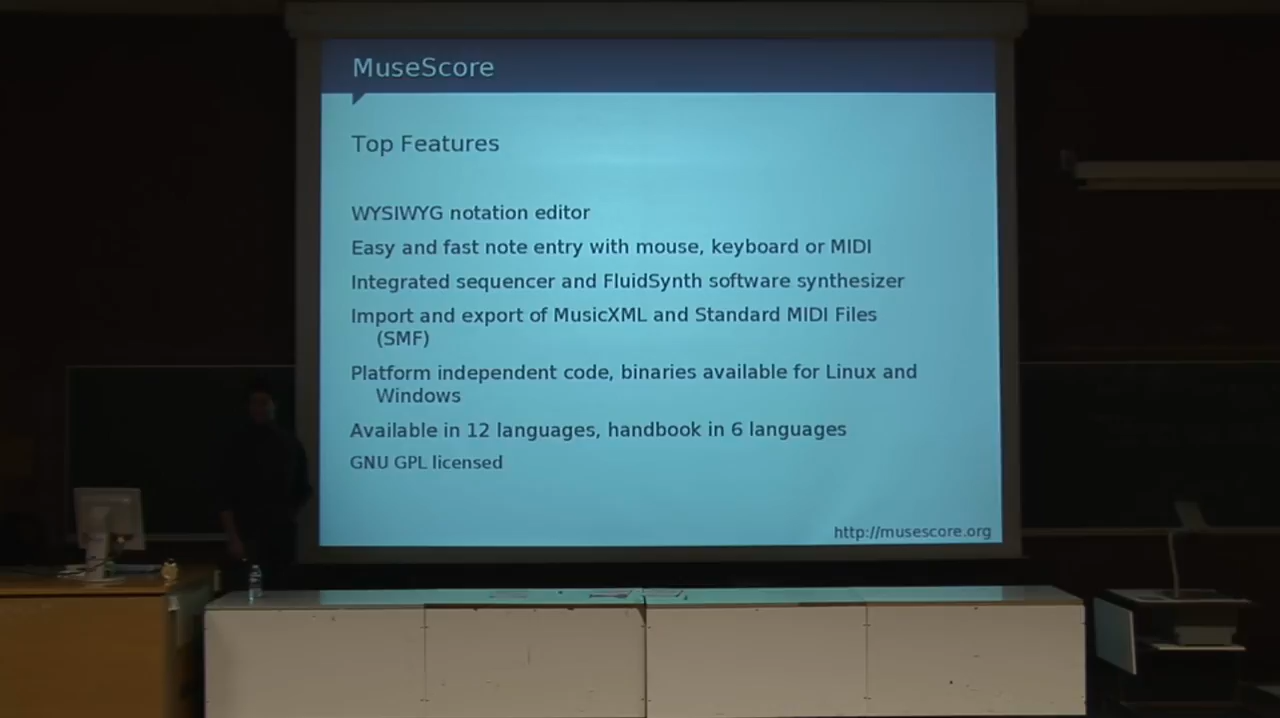 MuseScore
Top Features
WYSIWYG notation editor
Easy and fast note entry with mouse, keyboard or MIDI
Integrated sequencer and FluidSynth software synthesizer
Import and export of MusicXML and Standard MIDI Files
(SMF)
Platform independent code, binaries available for Linux and
Windows
Available in 12 languages, handbook in 6 languages
GNU GPL licensed
http://musescore.org